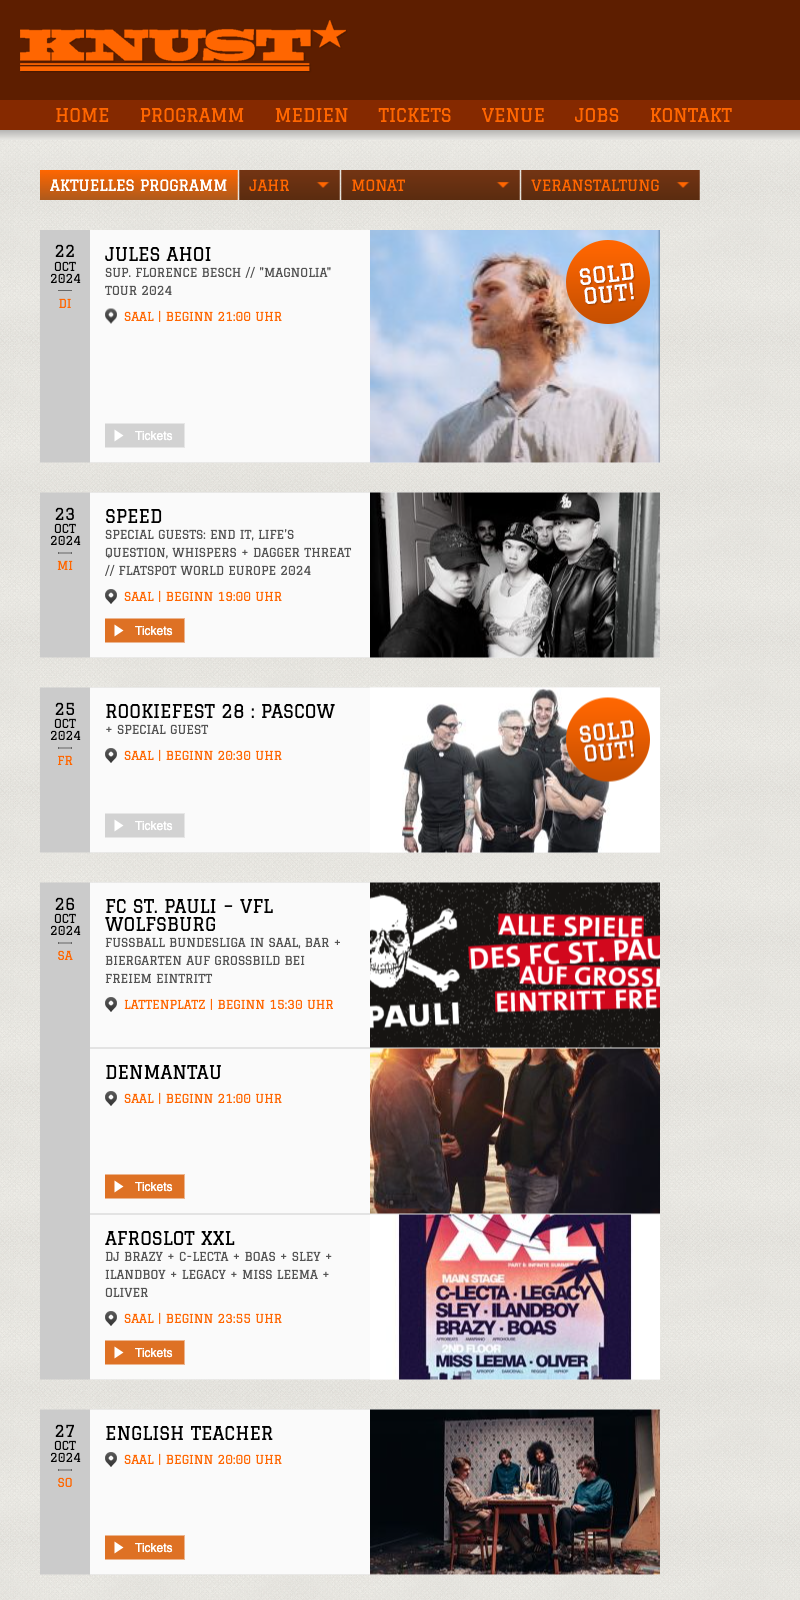 KNUST
HOME PROGRAMM MEDIEN TICKETS VENUE JOBS KONTAKT
AKTUELLES PROGRAMM JAHR MONAT VERANSTALTUNG
22
OCT
2024
DI
JULES AHOI
SUP. FLORENCE BESCH // "MAGNOLIA"
TOUR 2024
SAAL | BEGINN 21:00 UHR
Tickets
SOLD
OUT!
23
OCT
2024
MI
SPEED
SPECIAL GUESTS: END IT, LIFE'S
QUESTION, WHISPERS + DAGGER THREAT
// FLATSPOT WORLD EUROPE 2024
SAAL | BEGINN 19:00 UHR
Tickets
25
OCT
2024
FR
ROOKIEFEST 28 : PASCOW
+ SPECIAL GUEST
SAAL | BEGINN 20:30 UHR
Tickets
SOLD
OUT!
26
OCT
2024
SA
FC ST. PAULI – VFL
WOLFSBURG
FUSSBALL BUNDESLIGA IN SAAL, BAR +
BIERGARTEN AUF GROSSBILD BEI
FREIEM EINTRITT
LATTENPLATZ | BEGINN 15:30 UHR
PAULI
ALLE SPIELE
DES FC ST. PAU
AUF GROSS
EINTRITT FRE
DENMANTAU
SAAL | BEGINN 21:00 UHR
Tickets
AFROSLOT XXL
DJ BRAZY + C-LECTA + BOAS + SLEY +
ILANDBOY + LEGACY + MISS LEEMA +
OLIVER
SAAL | BEGINN 23:55 UHR
Tickets
XXL
MAIN STAGE
C-LECTA · LEGACY
SLEY · ILANDBOY
BRAZY · BOAS
AFROBEATS AMAPIANO AFROHOUSE
2ND FLOOR
MISS LEEMA · OLIVER
AFROPOP DANCEHALL REGGAE HIPHOP
27
OCT
2024
SO
ENGLISH TEACHER
SAAL | BEGINN 20:00 UHR
Tickets